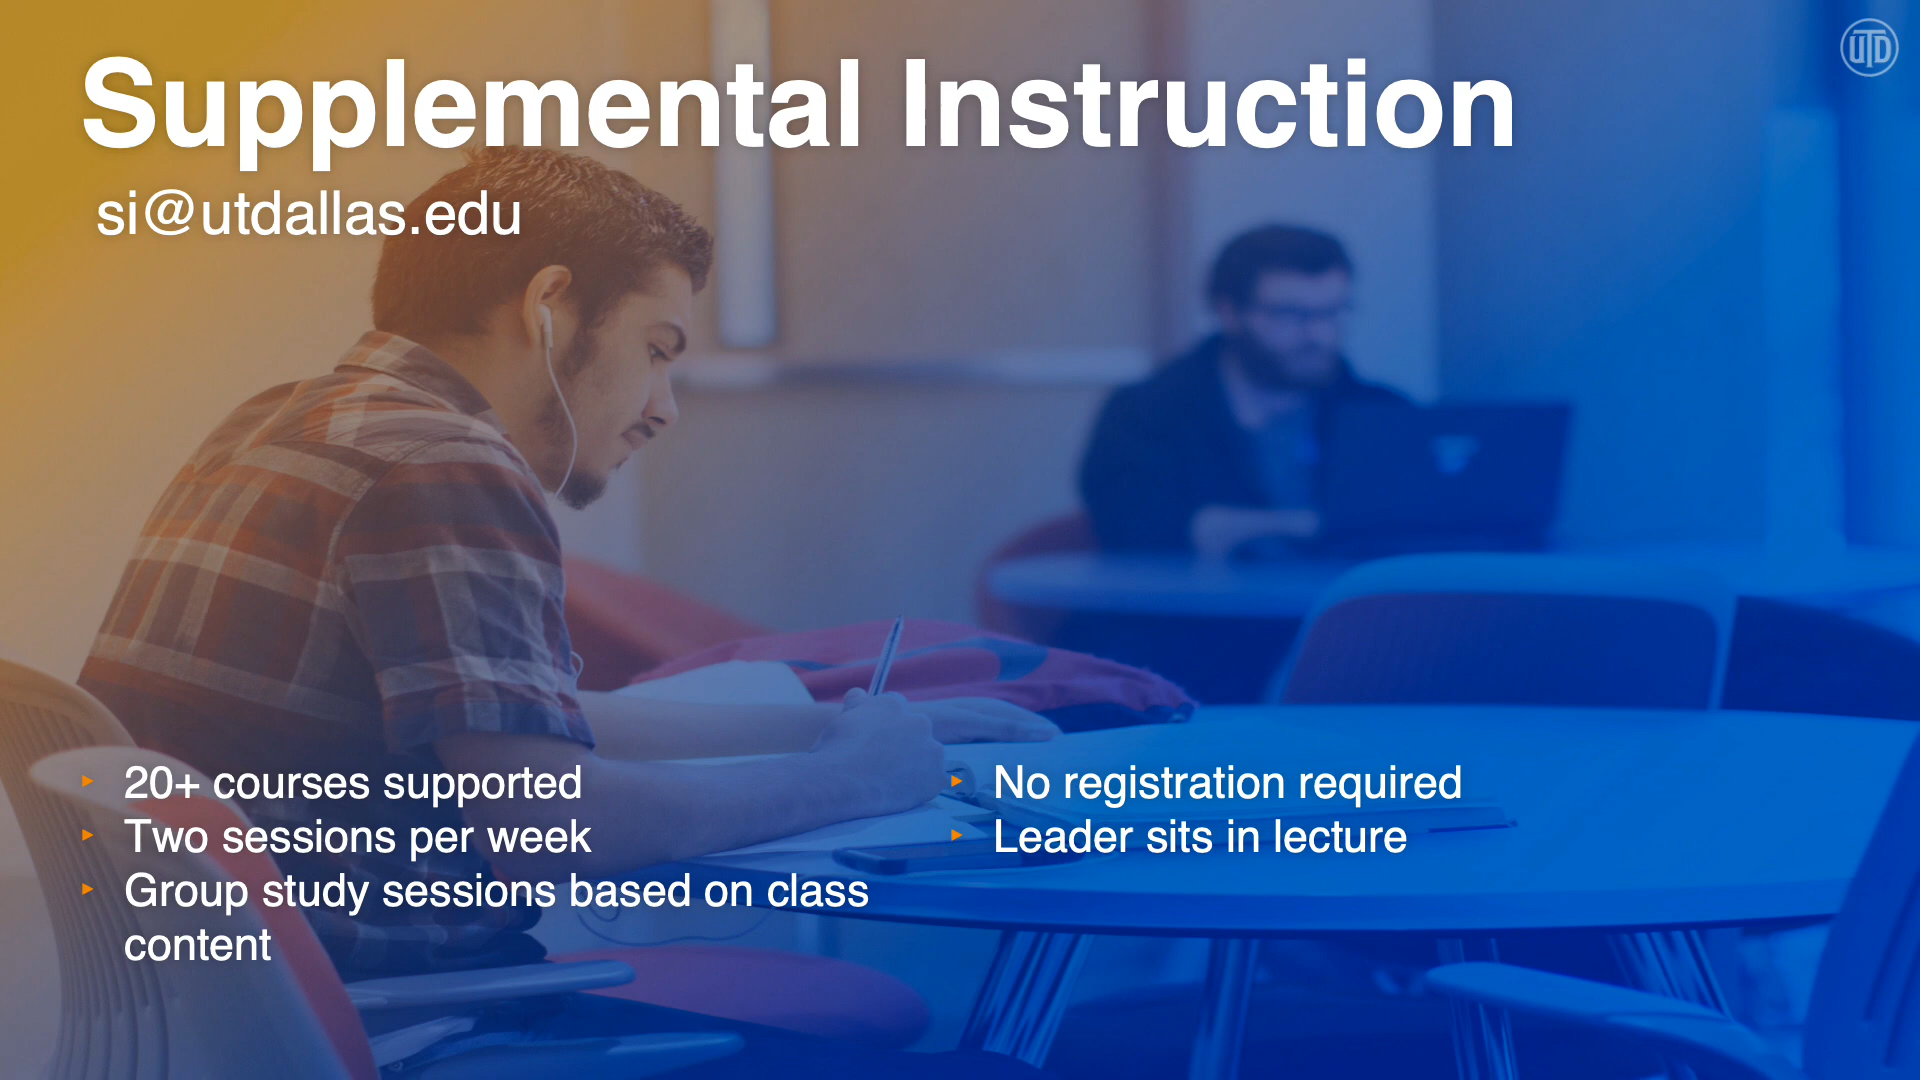 Supplemental Instruction
UTD
si@utdallas.edu
20+ courses supported
Two sessions per week
Group study sessions based on class
content
No registration required
Leader sits in lecture